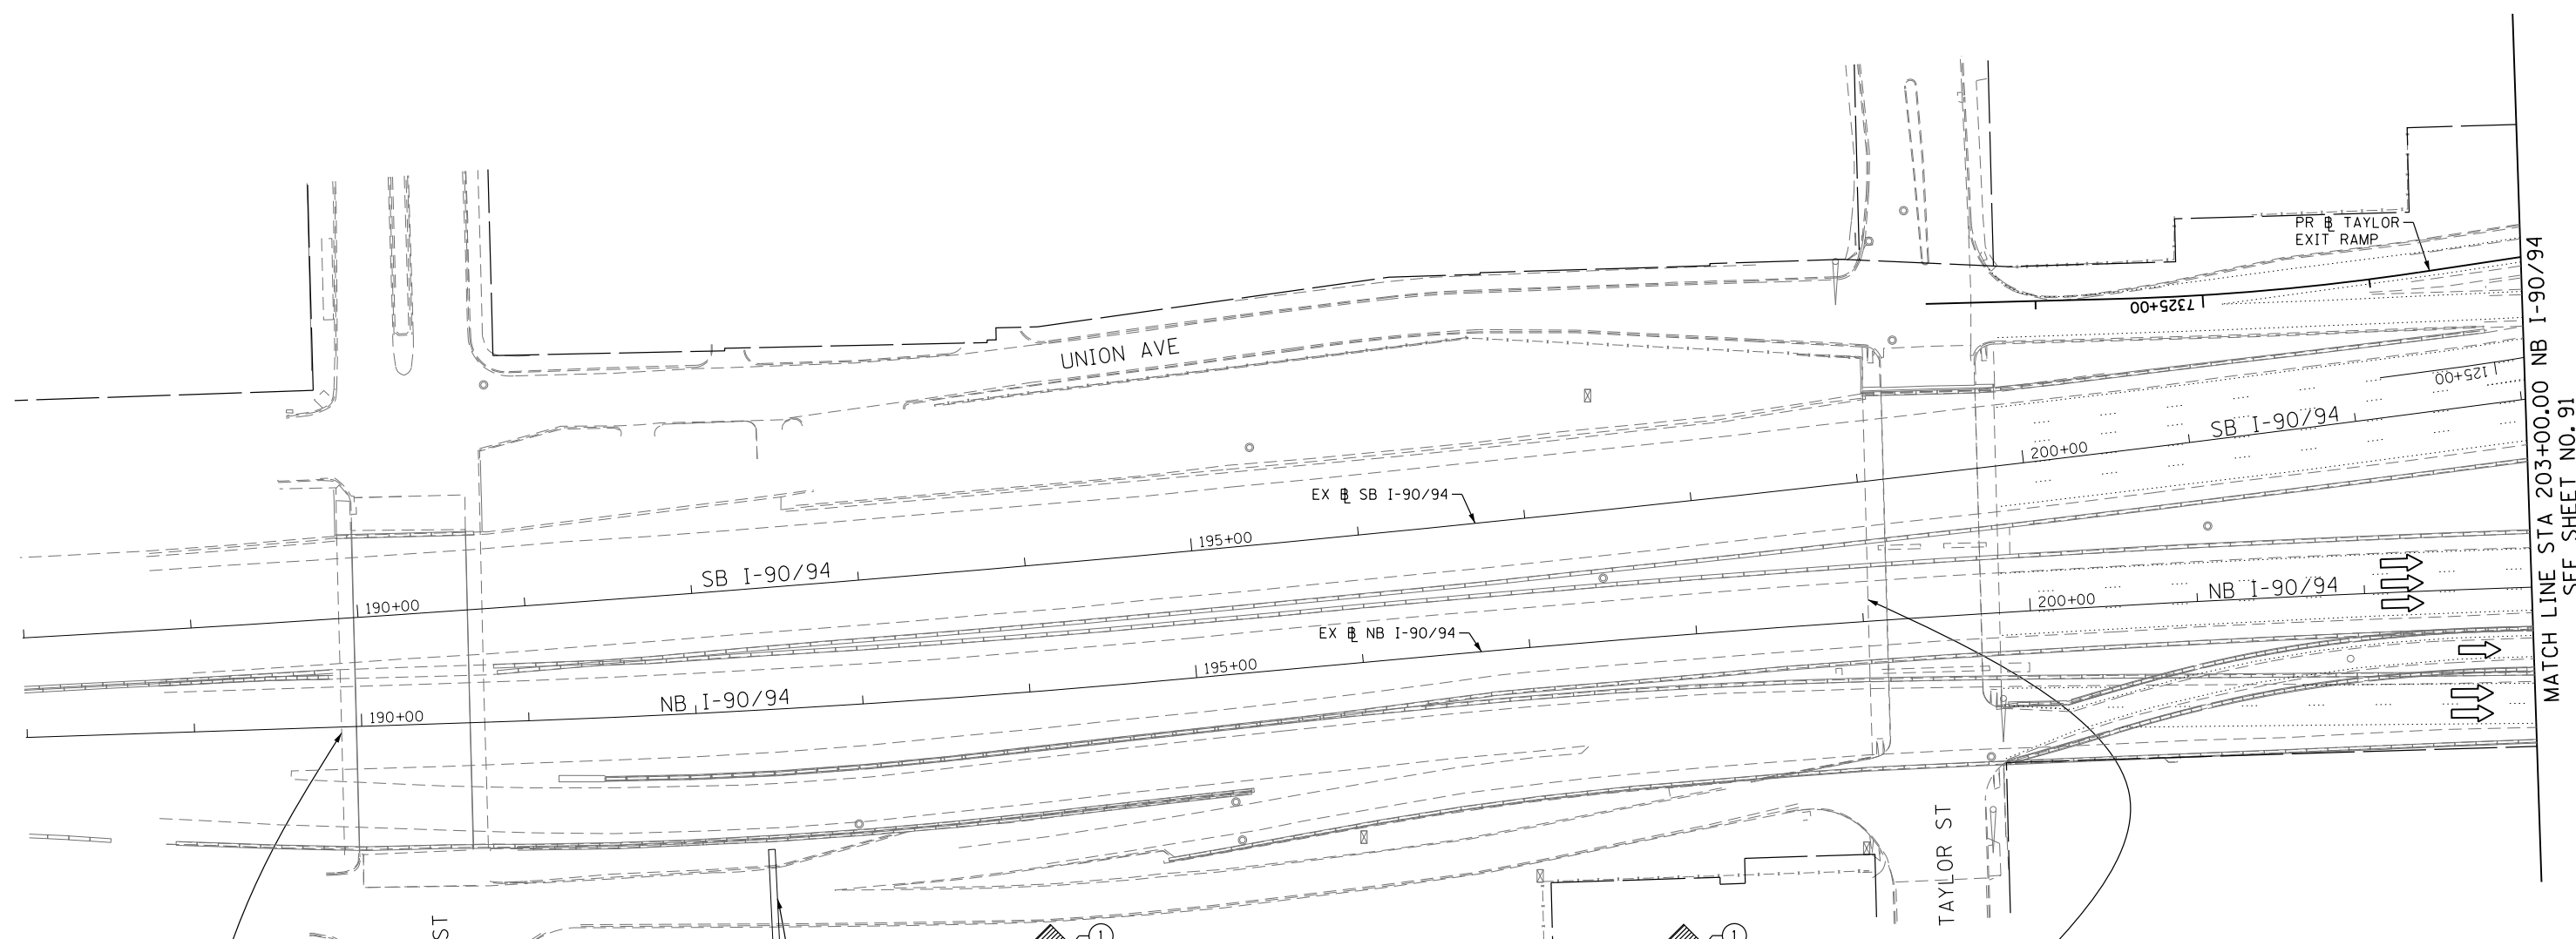 PR ⅊ TAYLOR
EXIT RAMP
7325+00
UNION AVE
125+00
SB I-90/94
200+00
EX ⅊ SB I-90/94
195+00
SB I-90/94
190+00
NB I-90/94
200+00
EX ⅊ NB I-90/94
195+00
NB I-90/94
190+00
MATCH LINE STA 203+00.00 NB I-90/94
SEE SHEET NO. 91
TAYLOR ST
ST
1
1